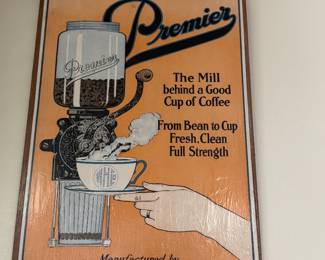 Premier
Premier
The Mill
behind a Good
Cup of Coffee
From Bean to Cup
Fresh, Clean
Full Strength
Manufactured by